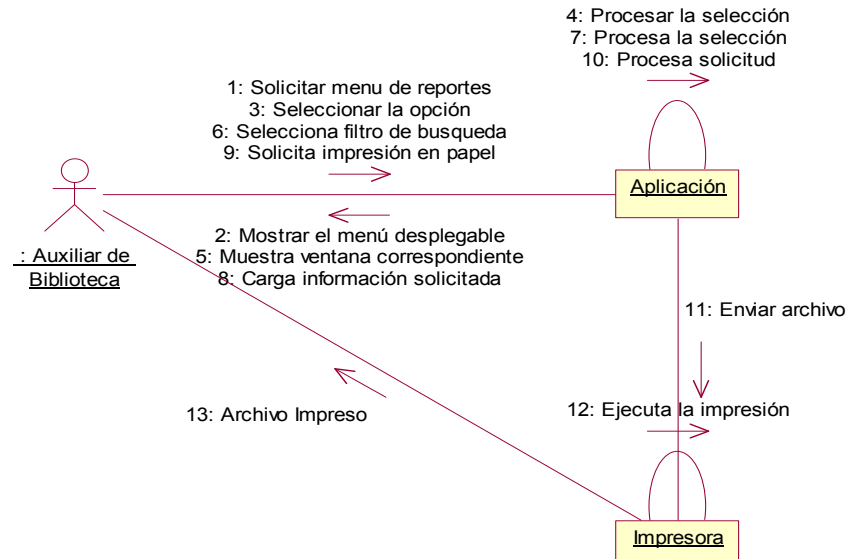 4: Procesar la selección
7: Procesa la selección
10: Procesa solicitud
1: Solicitar menu de reportes
3: Seleccionar la opción
6: Selecciona filtro de busqueda
9: Solicita impresión en papel
Aplicación
: Auxiliar de
Biblioteca
2: Mostrar el menú desplegable
5: Muestra ventana correspondiente
8: Carga información solicitada
11: Enviar archivo
12: Ejecuta la impresión
13: Archivo Impreso
Impresora